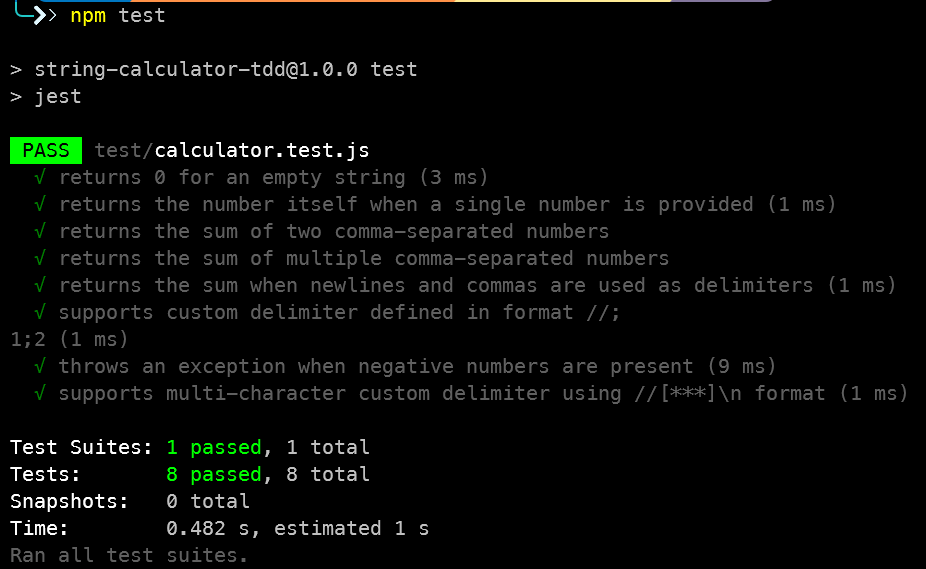 ❯❯ npm test
> string-calculator-tdd@1.0.0 test
> jest
PASS test/calculator.test.js
√ returns 0 for an empty string (3 ms)
√ returns the number itself when a single number is provided (1 ms)
√ returns the sum of two comma-separated numbers
√ returns the sum of multiple comma-separated numbers
√ returns the sum when newlines and commas are used as delimiters (1 ms)
√ supports custom delimiter defined in format //;
1;2 (1 ms)
√ throws an exception when negative numbers are present (9 ms)
√ supports multi-character custom delimiter using //[***]\n format (1 ms)
Test Suites: 1 passed, 1 total
Tests: 8 passed, 8 total
Snapshots: 0 total
Time: 0.482 s, estimated 1 s
Ran all test suites.